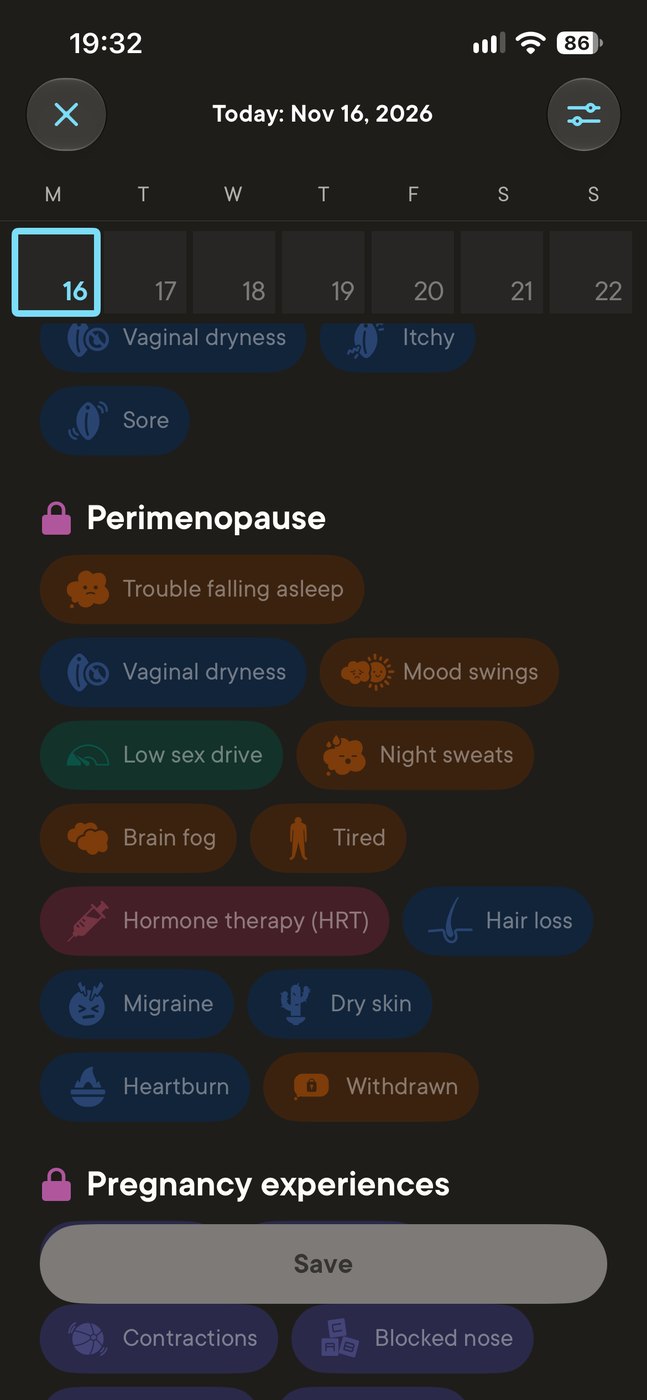 19:32
86
Today: Nov 16, 2026
M T W T F S S
16 17 18 19 20 21 22
Vaginal dryness Itchy
Sore
Perimenopause
Trouble falling asleep
Vaginal dryness Mood swings
Low sex drive Night sweats
Brain fog Tired
Hormone therapy (HRT) Hair loss
Migraine Dry skin
Heartburn Withdrawn
Pregnancy experiences
Save
Contractions Blocked nose